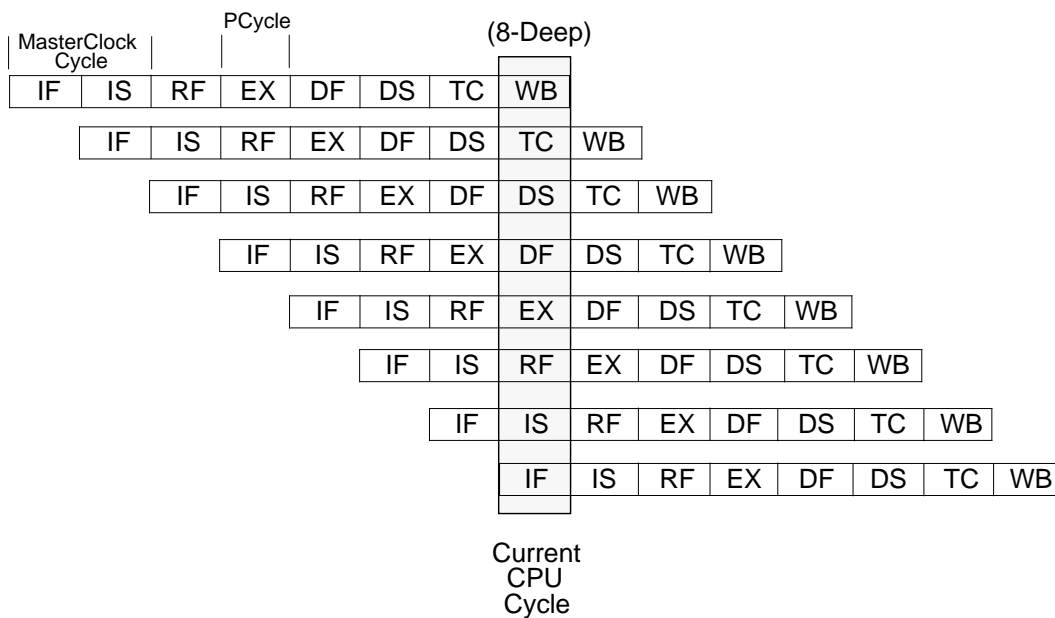 PCycle
(8-Deep)
MasterClock
Cycle
IF IS RF EX DF DS TC WB
IF IS RF EX DF DS TC WB
IF IS RF EX DF DS TC WB
IF IS RF EX DF DS TC WB
IF IS RF EX DF DS TC WB
IF IS RF EX DF DS TC WB
IF IS RF EX DF DS TC WB
IF IS RF EX DF DS TC WB
Current
CPU
Cycle